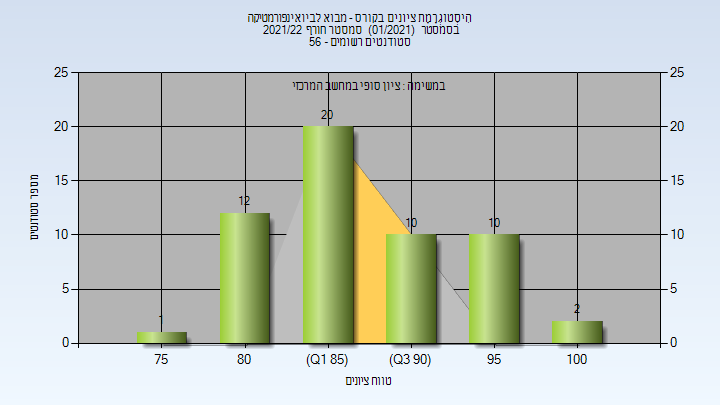 היסטוגרמת ציונים בקורס - מבוא לביואינפורמטיקה
בסמסטר (01/2021) סמסטר חורף 2021/22
סטודנטים רשומים - 56
במשימה : ציון סופי במחשב המרכזי
25
20
15
10
5
0
25
20
15
10
5
0
מספר סטודנטים
1
12
20
10
10
2
75
80
(Q1 85)
(Q3 90)
95
100
טווח ציונים